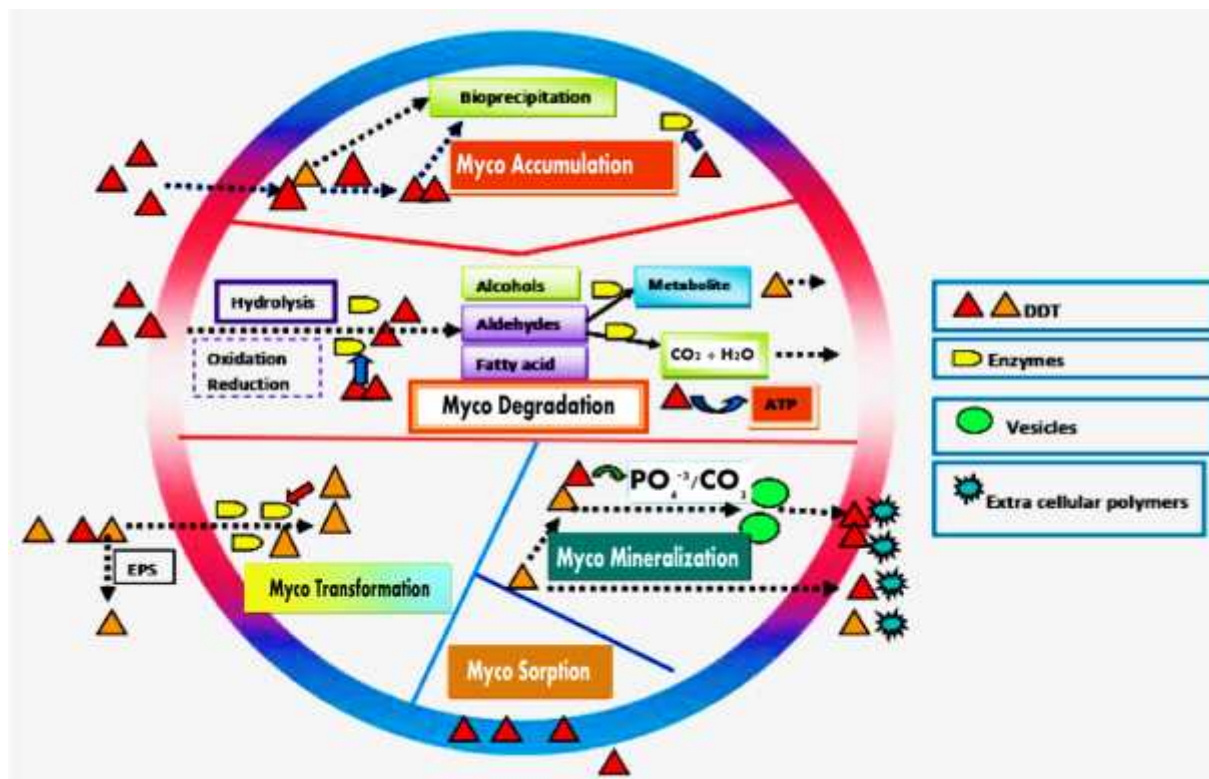 Bioprecipitation
Myco Accumulation
Hydrolysis
Oxidation
Reduction
Alcohols
Aldehydes
Fatty acid
Metabolite
CO₂ + H₂O
Myco Degradation
ATP
DDT
Enzymes
Vesicles
Extra cellular polymers
EPS
Myco Transformation
PO₄⁻³/CO₃
Myco Mineralization
Myco Sorption